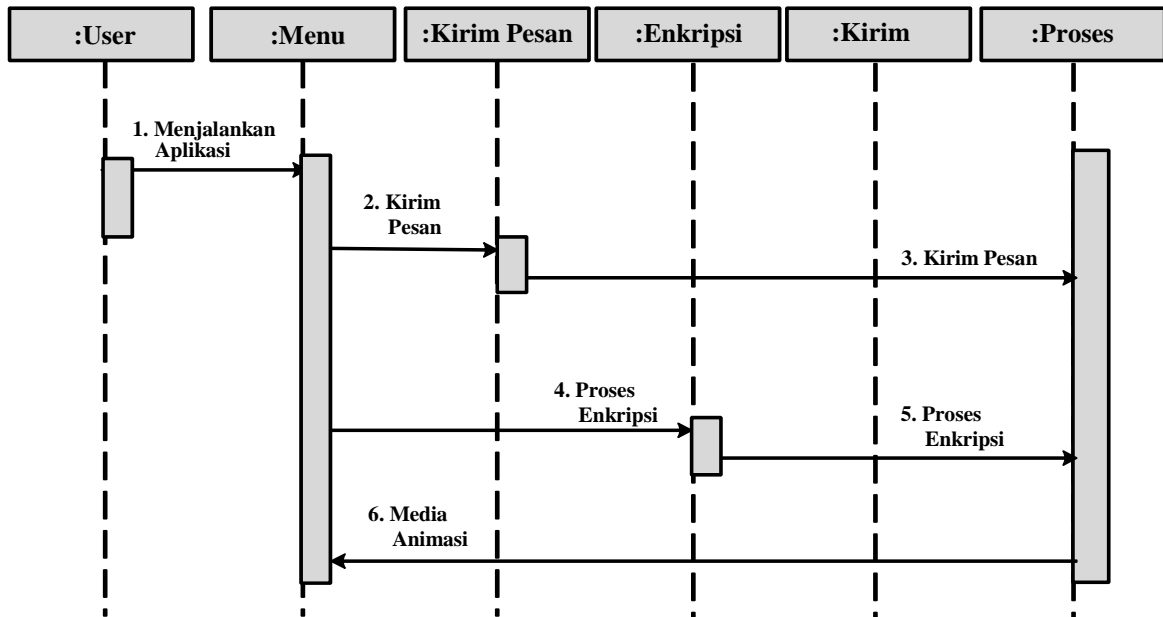 :User
:Menu
:Kirim Pesan
:Enkripsi
:Kirim
:Proses
1. Menjalankan
Aplikasi
2. Kirim
Pesan
3. Kirim Pesan
4. Proses
Enkripsi
5. Proses
Enkripsi
6. Media
Animasi